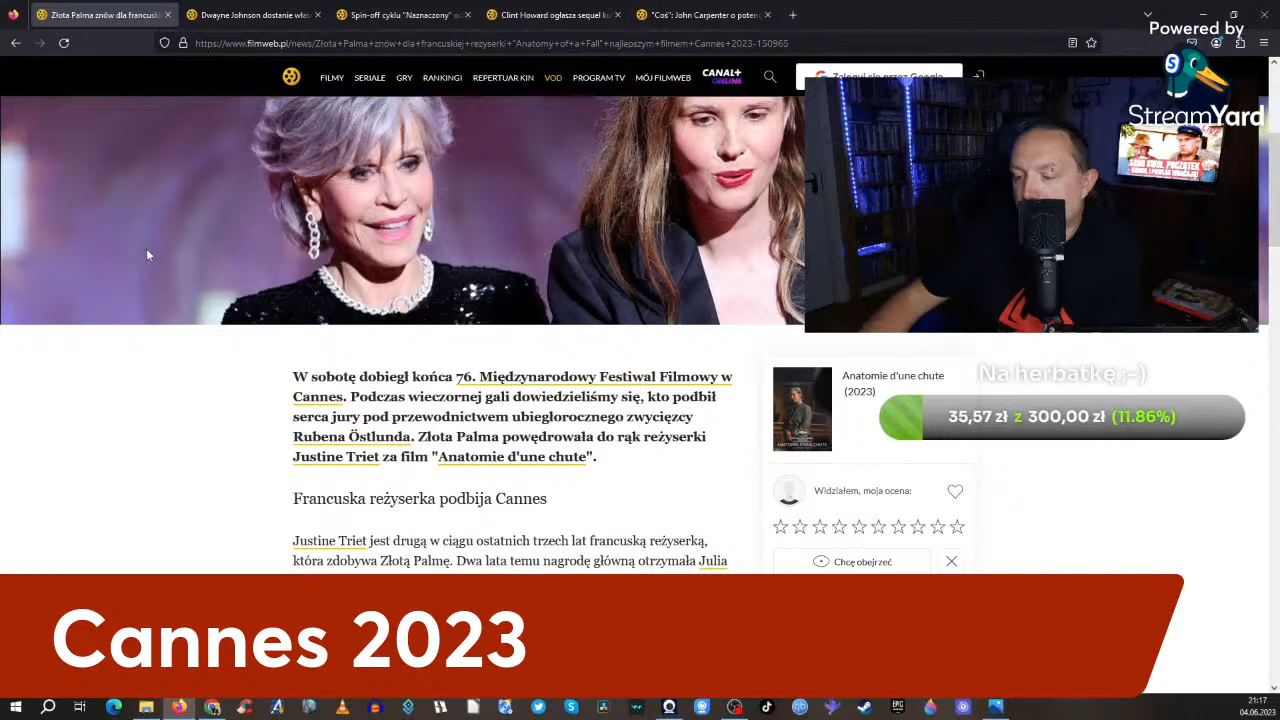 Złota Palma znów dla francuski
Dwayne Johnson dostanie włas
Spin-off cyklu "Naznaczony" oc
Clint Howard ogłasza sequel ku
"Coś": John Carpenter o poten
https://www.filmweb.pl/news/Złota+Palma+znów+dla+francuskiej+reżyserki+"Anatomy+of+a+Fall"+najlepszym+filmem+Cannes+2023-150965
Powered by
StreamYard
FILMY SERIALE GRY RANKINGI REPERTUAR KIN VOD PROGRAM TV MÓJ FILMWEB CANAL+ ONLINE
Zaloguj się przez Google
W sobotę dobiegł końca 76. Międzynarodowy Festiwal Filmowy w
Cannes. Podczas wieczornej gali dowiedzieliśmy się, kto podbił
serca jury pod przewodnictwem ubiegłorocznego zwycięzcy
Rubena Östlunda. Złota Palma powędrowała do rąk reżyserki
Justine Triet za film "Anatomie d'une chute".
Francuska reżyserka podbija Cannes
Justine Triet jest drugą w ciągu ostatnich trzech lat francuską reżyserką,
która zdobywa Złotą Palmę. Dwa lata temu nagrodę główną otrzymała Julia
Anatomie d'une chute
(2023)
Na herbatkę ;-)
35,57 zł z 300,00 zł (11.86%)
Widziałem, moja ocena:
Chcę obejrzeć
Cannes 2023
21:17
04.06.2023